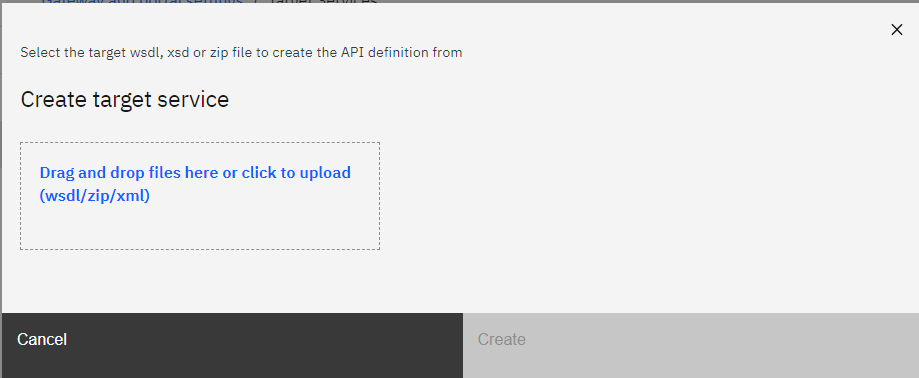 Gateway and portal settings / Target Services
Select the target wsdl, xsd or zip file to create the API definition from
Create target service
Drag and drop files here or click to upload
(wsdl/zip/xml)
Cancel
Create